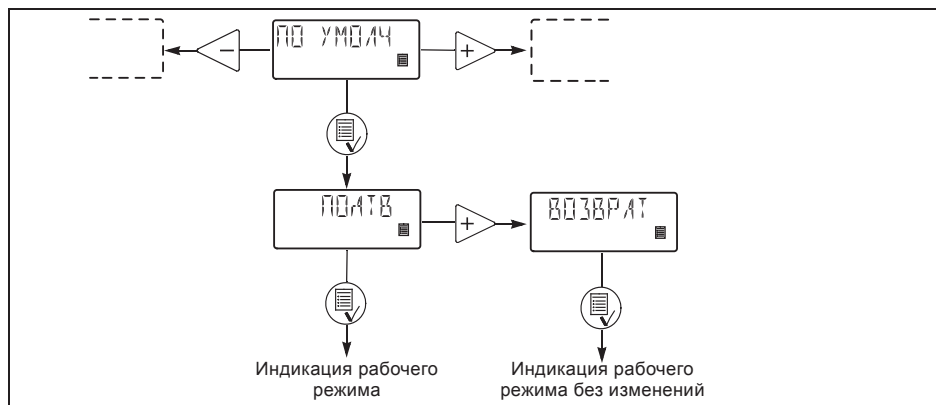 ПО УМОЛЧ
−
+
ПОДТВ
+
ВОЗВРАТ
Индикация рабочего
режима
Индикация рабочего
режима без изменений